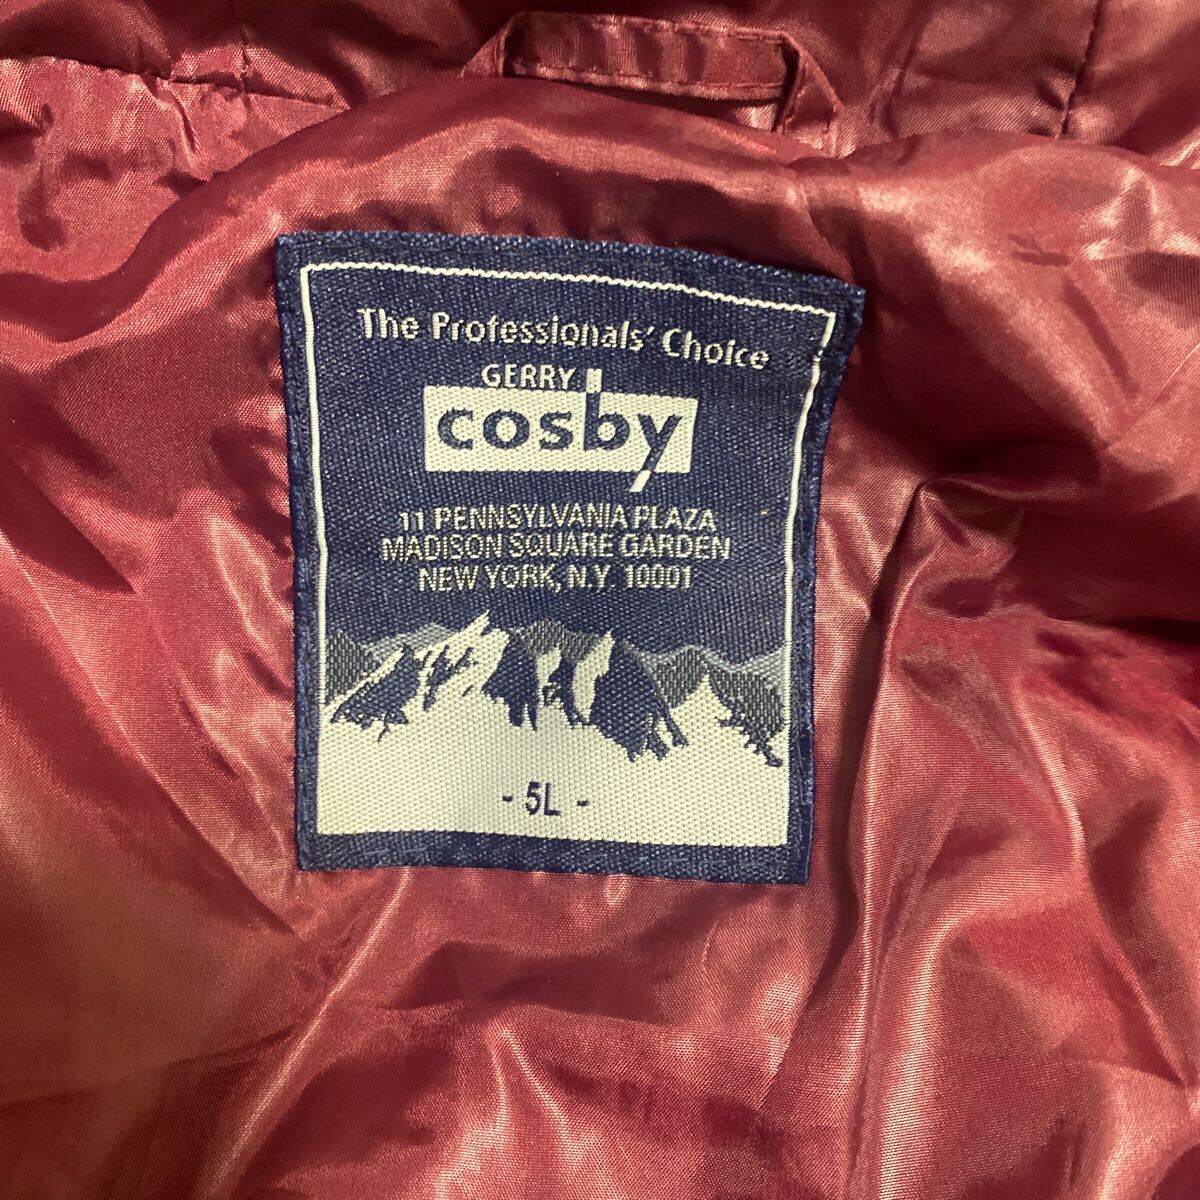 The Professionals' Choice
GERRY
cosby
11 PENNSYLVANIA PLAZA
MADISON SQUARE GARDEN
NEW YORK, N.Y. 10001
- 5L -